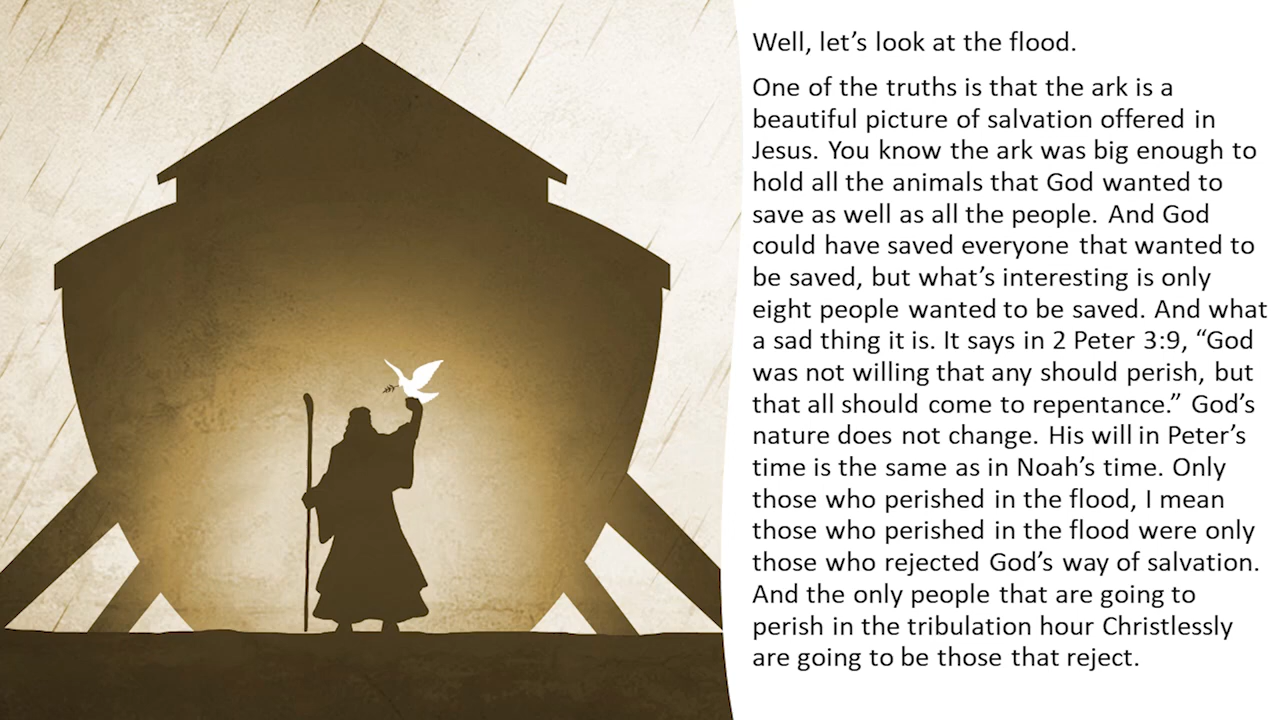 Well, let’s look at the flood.
One of the truths is that the ark is a
beautiful picture of salvation offered in
Jesus. You know the ark was big enough to
hold all the animals that God wanted to
save as well as all the people. And God
could have saved everyone that wanted to
be saved, but what’s interesting is only
eight people wanted to be saved. And what
a sad thing it is. It says in 2 Peter 3:9, “God
was not willing that any should perish, but
that all should come to repentance.” God’s
nature does not change. His will in Peter’s
time is the same as in Noah’s time. Only
those who perished in the flood, I mean
those who perished in the flood were only
those who rejected God’s way of salvation.
And the only people that are going to
perish in the tribulation hour Christlessly
are going to be those that reject.